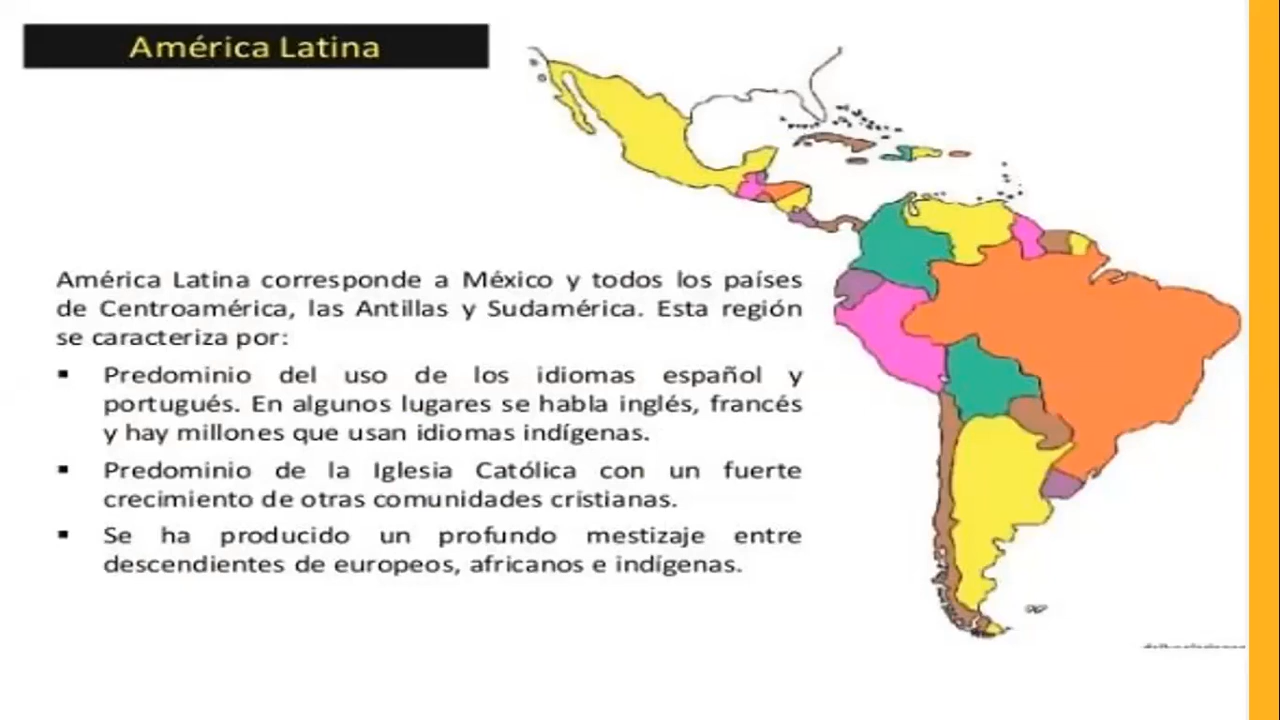 América Latina
América Latina corresponde a México y todos los países
de Centroamérica, las Antillas y Sudamérica. Esta región
se caracteriza por:
▪ Predominio del uso de los idiomas español y
portugués. En algunos lugares se habla inglés, francés
y hay millones que usan idiomas indígenas.
▪ Predominio de la Iglesia Católica con un fuerte
crecimiento de otras comunidades cristianas.
▪ Se ha producido un profundo mestizaje entre
descendientes de europeos, africanos e indígenas.